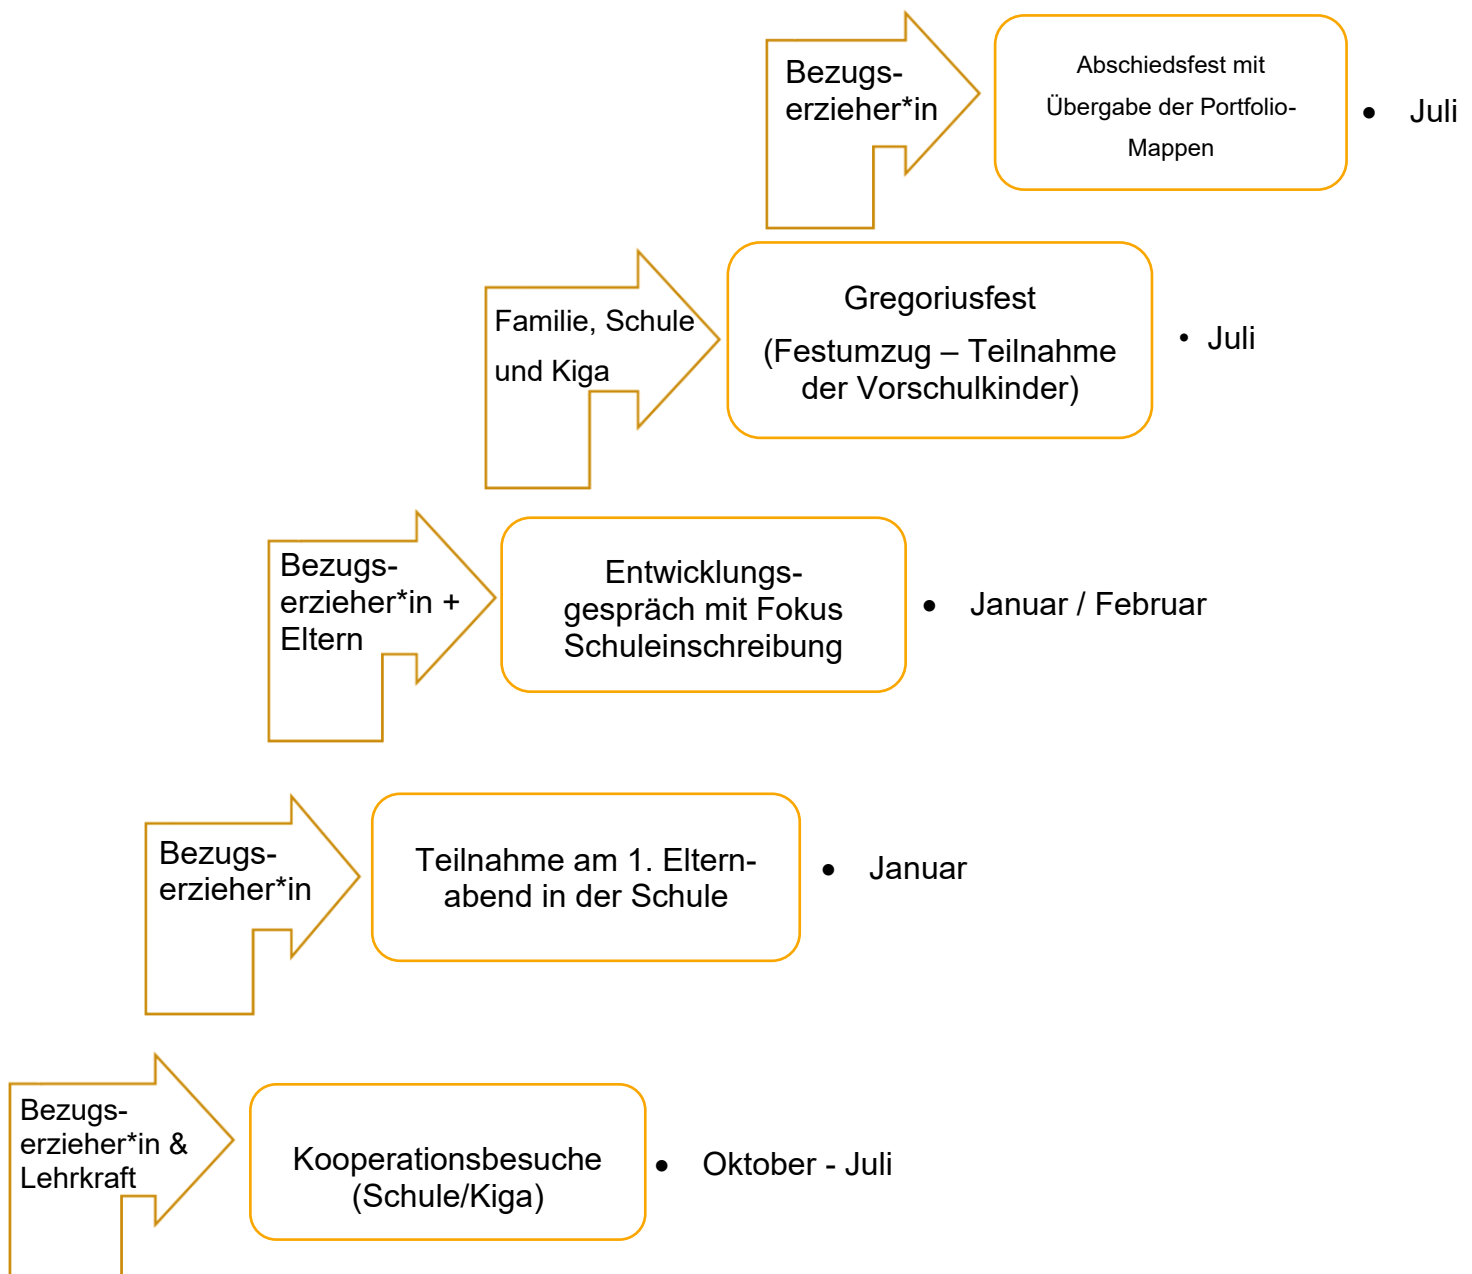 Bezugs-
erzieher*in
Abschiedsfest mit
Übergabe der Portfolio-
Mappen
• Juli
Familie, Schule
und Kiga
Gregoriusfest
(Festumzug – Teilnahme
der Vorschulkinder)
• Juli
Bezugs-
erzieher*in +
Eltern
Entwicklungs-
gespräch mit Fokus
Schuleinschreibung
• Januar / Februar
Bezugs-
erzieher*in
Teilnahme am 1. Eltern-
abend in der Schule
• Januar
Bezugs-
erzieher*in &
Lehrkraft
Kooperationsbesuche
(Schule/Kiga)
• Oktober - Juli